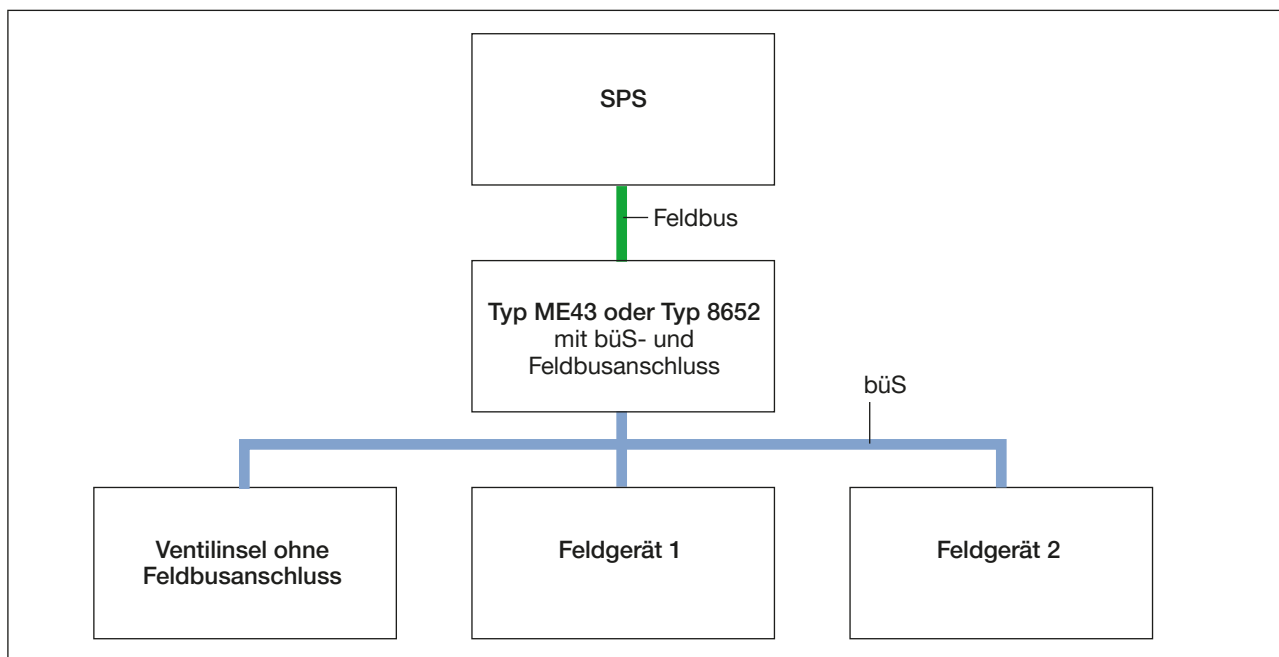 SPS
Feldbus
Typ ME43 oder Typ 8652
mit büS- und
Feldbusanschluss
büS
Ventilinsel ohne
Feldbusanschluss
Feldgerät 1
Feldgerät 2